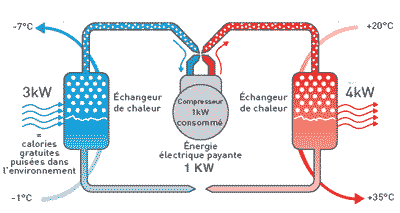 -7°C
+20°C
3kW
Échangeur
de chaleur
Compresseur
1kW
consommé
Échangeur
de chaleur
4kW
=
calories
gratuites
puisées dans
l'environnement
Énergie
électrique payante
1 KW
-1°C
+35°C